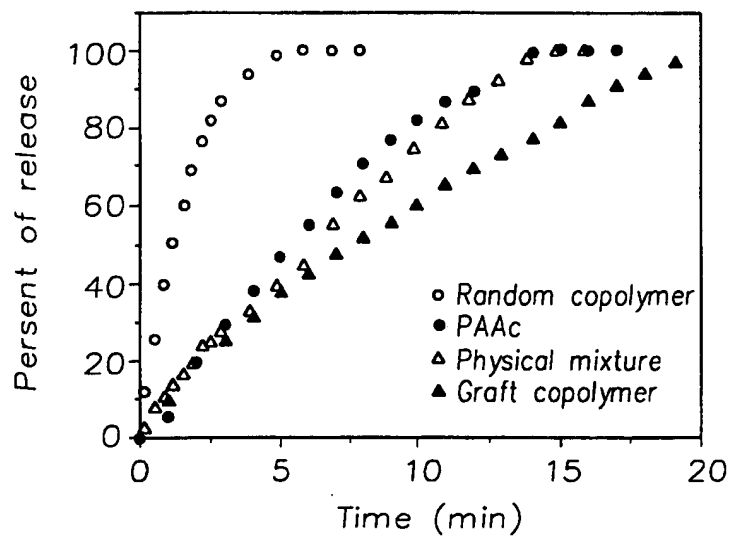 Persent of release
100
80
60
40
20
0
0
5
10
15
20
Time (min)
Random copolymer
PAAc
Physical mixture
Graft copolymer